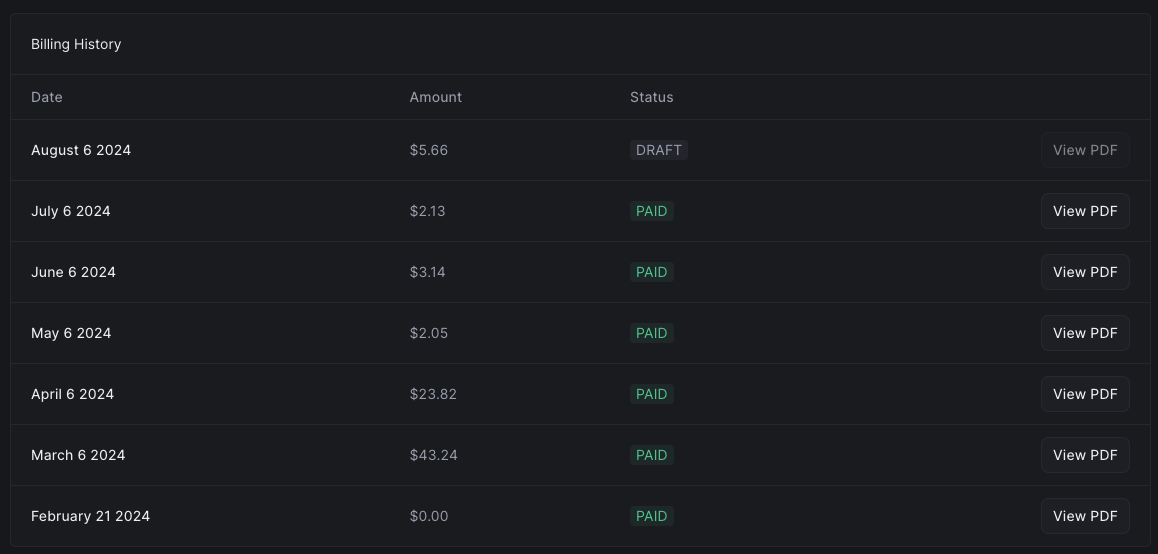 Billing History
Date Amount Status
August 6 2024 $5.66 DRAFT View PDF
July 6 2024 $2.13 PAID View PDF
June 6 2024 $3.14 PAID View PDF
May 6 2024 $2.05 PAID View PDF
April 6 2024 $23.82 PAID View PDF
March 6 2024 $43.24 PAID View PDF
February 21 2024 $0.00 PAID View PDF